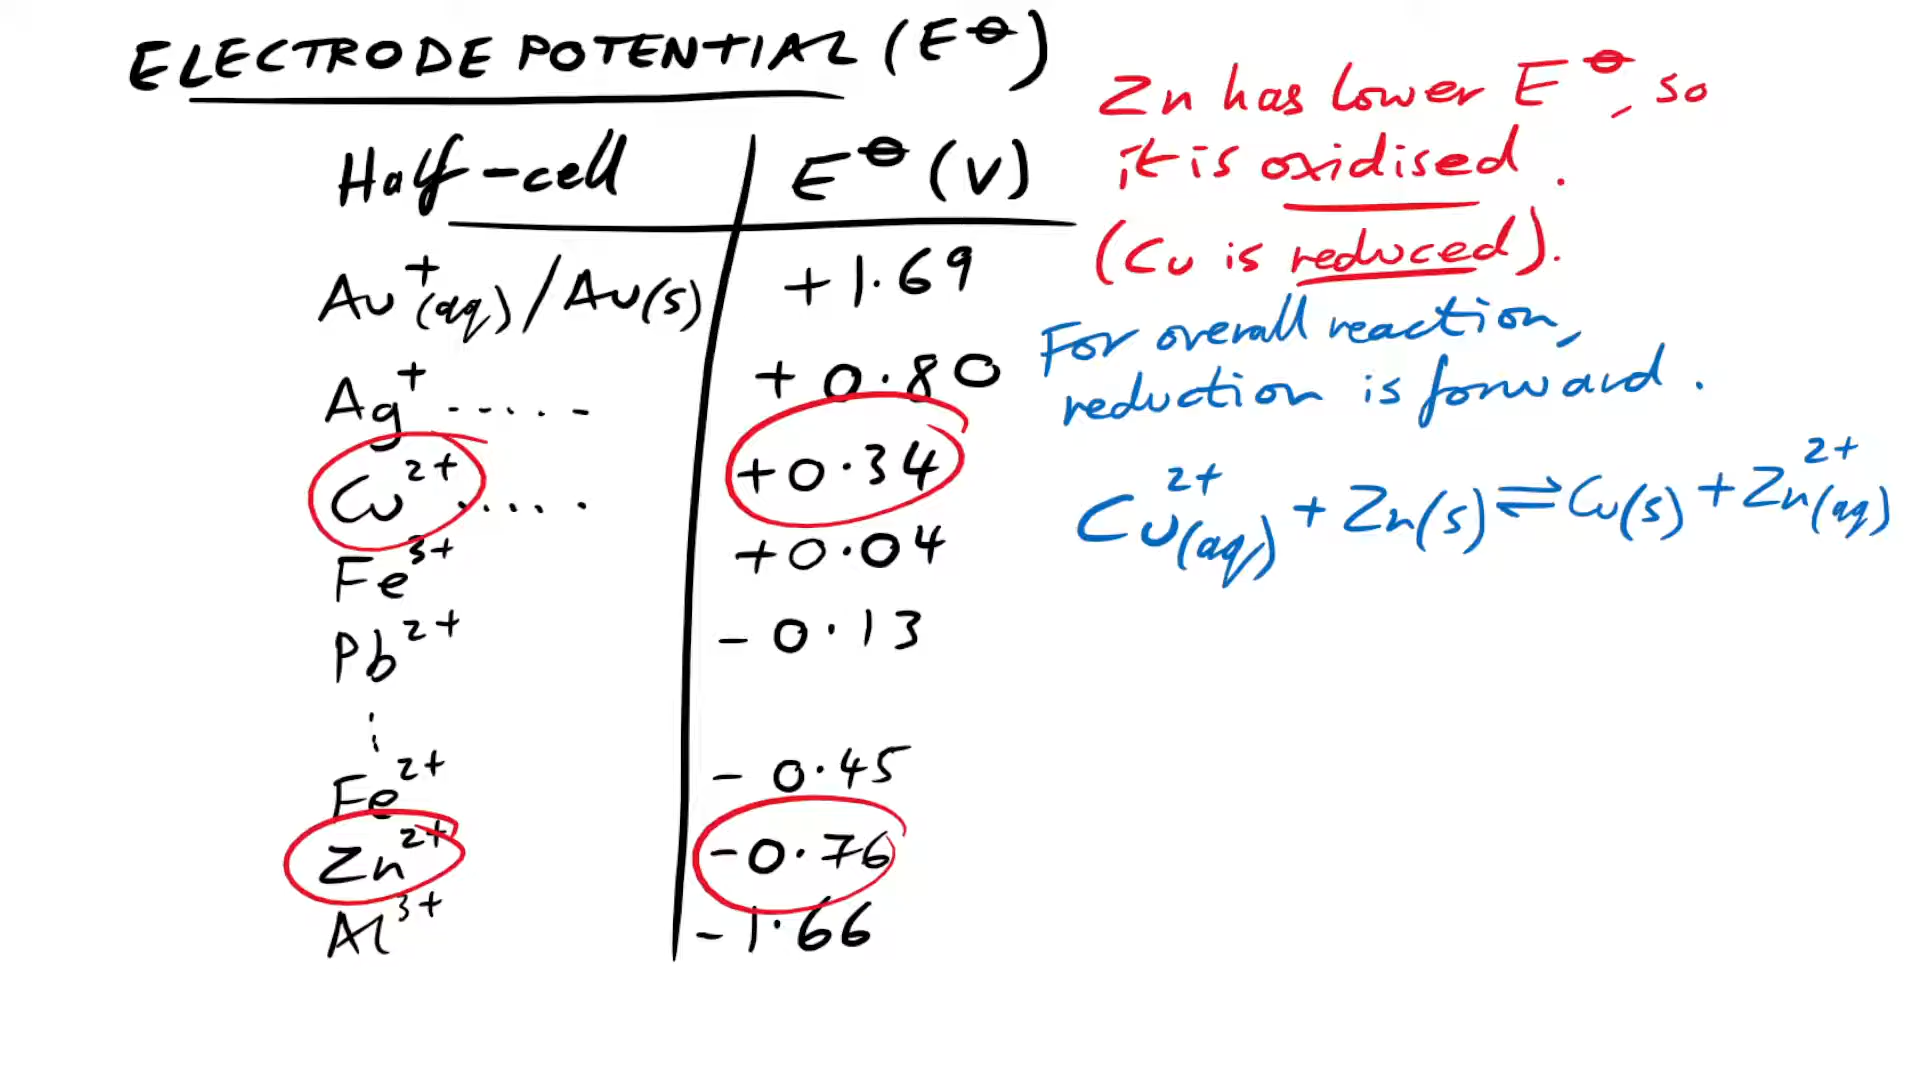 ELECTRODE POTENTIAL (E⊖)
Half-cell E⊖ (V)
Au⁺(aq)/Au(s) +1.69
Ag⁺ ..... +0.80
Cu²⁺ ..... +0.34
Fe³⁺ +0.04
Pb²⁺ -0.13
⋮
Fe²⁺ -0.45
Zn²⁺ -0.76
Al³⁺ -1.66
Zn has lower E⊖, so
it is oxidised.
(Cu is reduced).
For overall reaction,
reduction is forward.
Cu²⁺(aq) + Zn(s) ⇌ Cu(s) + Zn²⁺(aq)